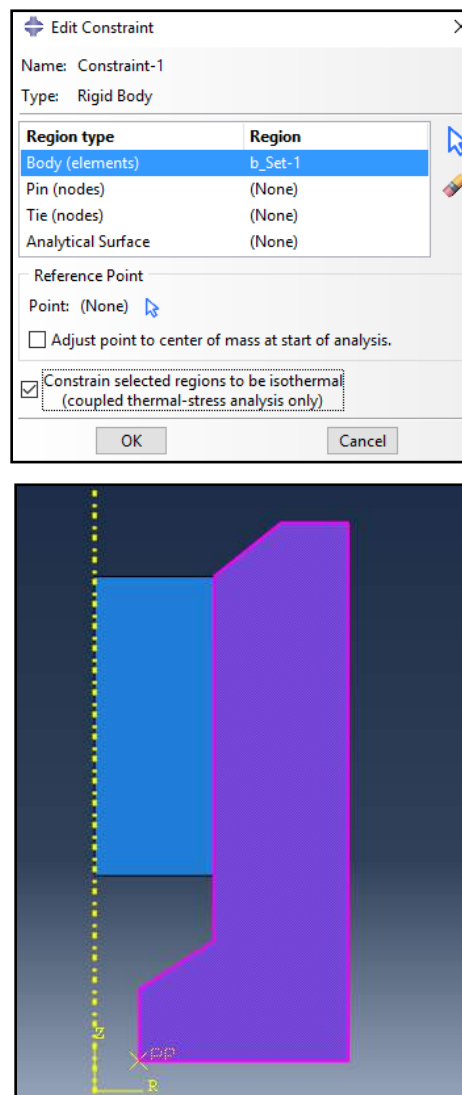 Edit Constraint
Name: Constraint-1
Type: Rigid Body
Region type Region
Body (elements) b_Set-1
Pin (nodes) (None)
Tie (nodes) (None)
Analytical Surface (None)
Reference Point
Point: (None)
Adjust point to center of mass at start of analysis.
Constrain selected regions to be isothermal
(coupled thermal-stress analysis only)
OK Cancel
Z
RP
R